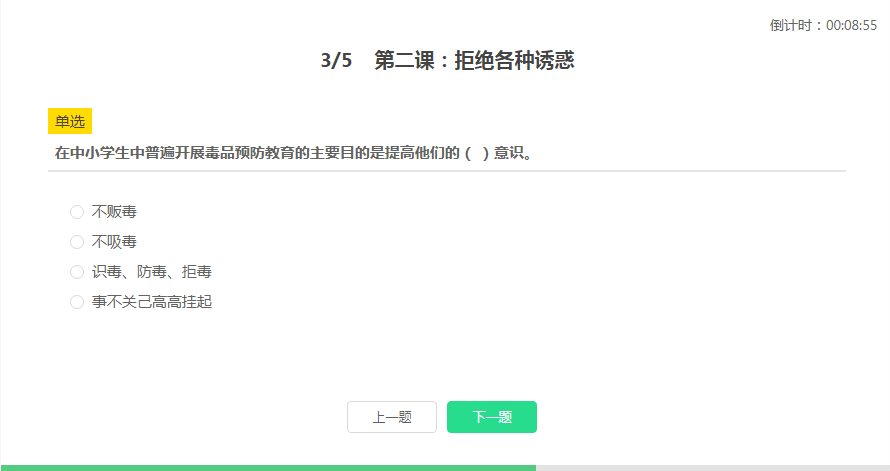 倒计时：00:08:55
3/5 第二课：拒绝各种诱惑
单选
在中小学生中普遍开展毒品预防教育的主要目的是提高他们的（ ）意识。
不贩毒
不吸毒
识毒、防毒、拒毒
事不关己高高挂起
上一题 下一题